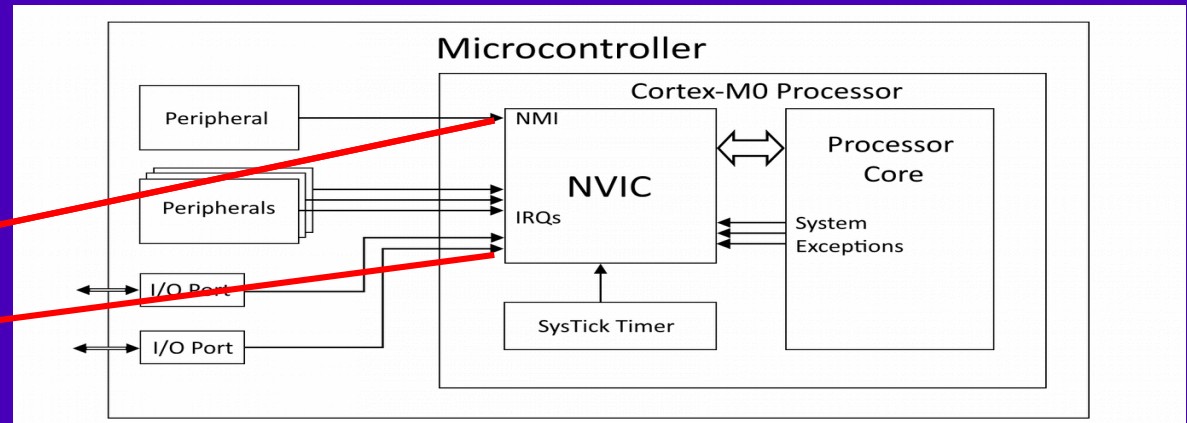 Microcontroller
Cortex-M0 Processor
Peripheral
NMI
Processor
Core
NVIC
Peripherals
IRQs
System
Exceptions
I/O Port
SysTick Timer
I/O Port